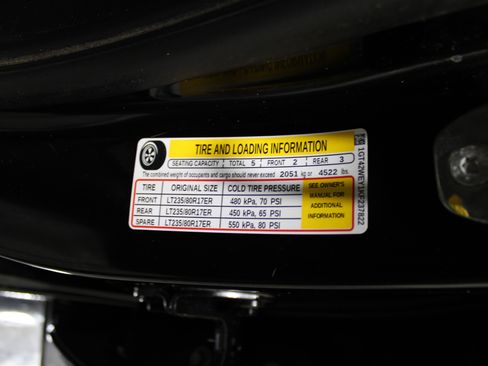 TIRE AND LOADING INFORMATION
SEATING CAPACITY TOTAL 5 FRONT 2 REAR 3
The combined weight of occupants and cargo should never exceed 2051 kg or 4522 lbs.
TIRE ORIGINAL SIZE COLD TIRE PRESSURE
FRONT LT235/80R17ER 480 kPa, 70 PSI
REAR LT235/80R17ER 450 kPa, 65 PSI
SPARE LT235/80R17ER 550 kPa, 80 PSI
SEE OWNER'S
MANUAL FOR
ADDITIONAL
INFORMATION
1GT42WEY1KF237822